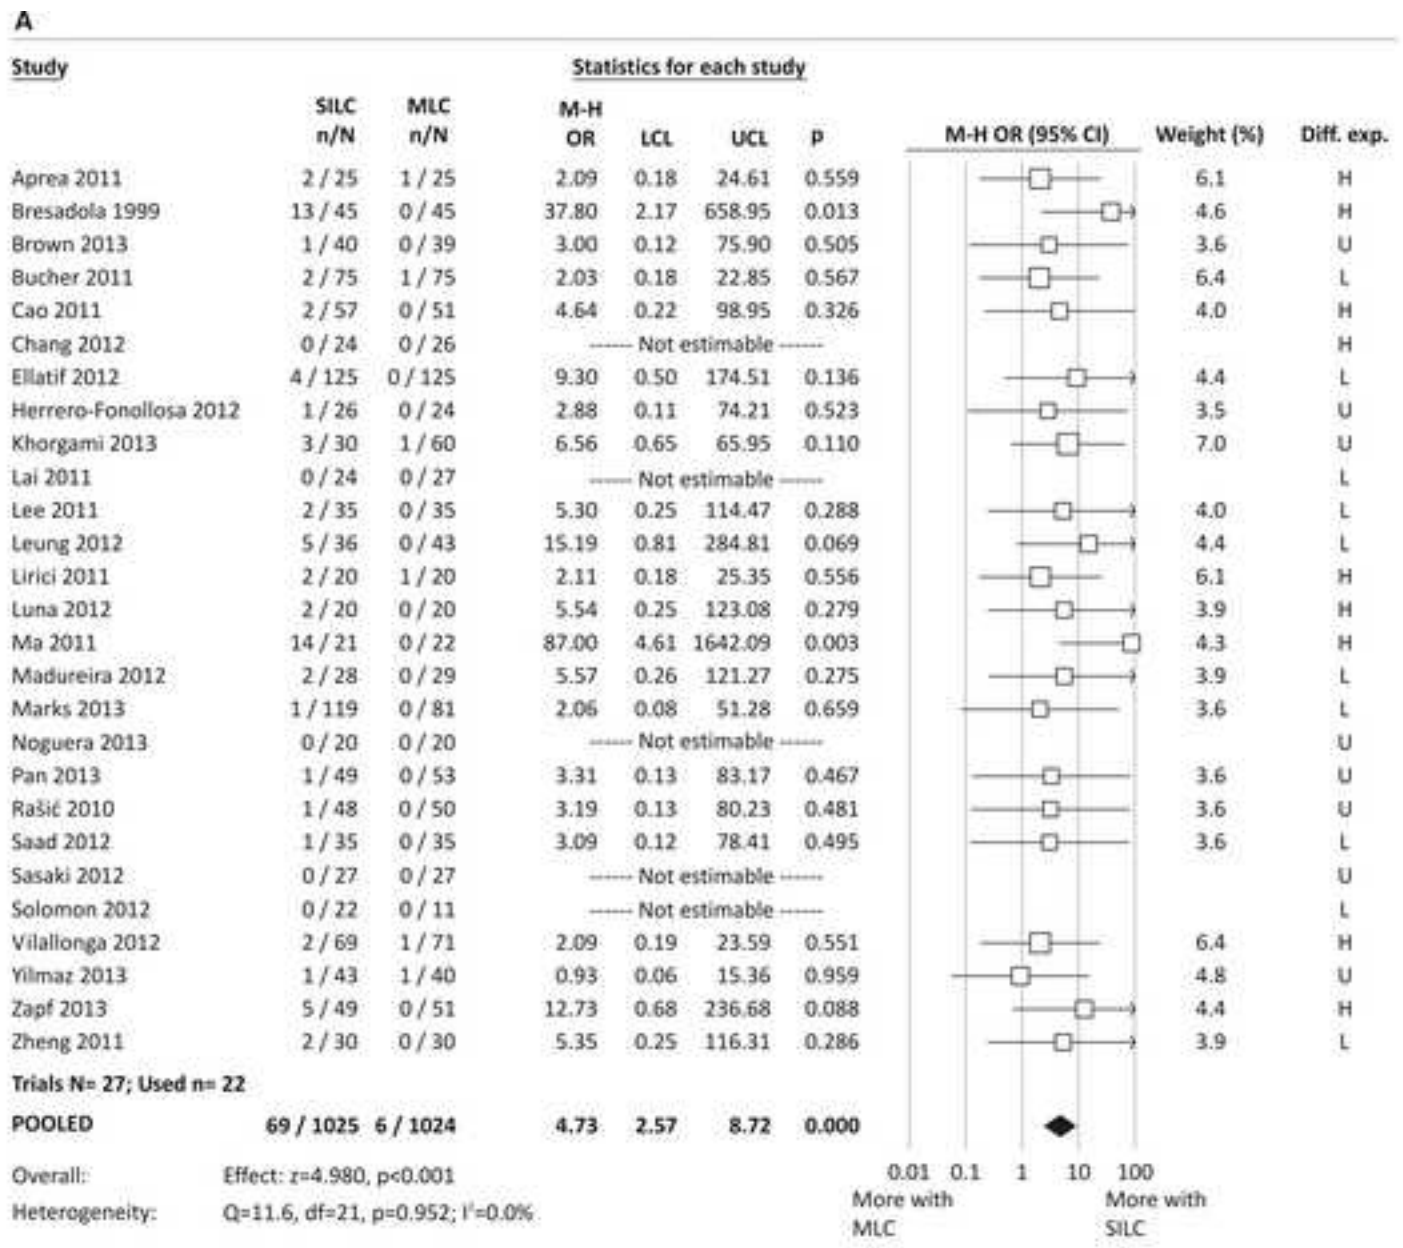 A
Study Statistics for each study
SILC MLC M-H
n/N n/N OR LCL UCL p M-H OR (95% CI) Weight (%) Diff. exp.
Aprea 2011 2 / 25 1 / 25 2.09 0.18 24.61 0.559 6.1 H
Bresadola 1999 13 / 45 0 / 45 37.80 2.17 658.95 0.013 4.6 H
Brown 2013 1 / 40 0 / 39 3.00 0.12 75.90 0.505 3.6 U
Bucher 2011 2 / 75 1 / 75 2.03 0.18 22.85 0.567 6.4 L
Cao 2011 2 / 57 0 / 51 4.64 0.22 98.95 0.326 4.0 H
Chang 2012 0 / 24 0 / 26 ------ Not estimable ------ H
Ellatif 2012 4 / 125 0 / 125 9.30 0.50 174.51 0.136 4.4 L
Herrero-Fonollosa 2012 1 / 26 0 / 24 2.88 0.11 74.21 0.523 3.5 U
Khorgami 2013 3 / 30 1 / 60 6.56 0.65 65.95 0.110 7.0 U
Lai 2011 0 / 24 0 / 27 ------ Not estimable ------ L
Lee 2011 2 / 35 0 / 35 5.30 0.25 114.47 0.288 4.0 L
Leung 2012 5 / 36 0 / 43 15.19 0.81 284.81 0.069 4.4 L
Lirici 2011 2 / 20 1 / 20 2.11 0.18 25.35 0.556 6.1 H
Luna 2012 2 / 20 0 / 20 5.54 0.25 123.08 0.279 3.9 H
Ma 2011 14 / 21 0 / 22 87.00 4.61 1642.09 0.003 4.3 H
Madureira 2012 2 / 28 0 / 29 5.57 0.26 121.27 0.275 3.9 L
Marks 2013 1 / 119 0 / 81 2.06 0.08 51.28 0.659 3.6 L
Noguera 2013 0 / 20 0 / 20 ------ Not estimable ------ U
Pan 2013 1 / 49 0 / 53 3.31 0.13 83.17 0.467 3.6 U
Rašić 2010 1 / 48 0 / 50 3.19 0.13 80.23 0.481 3.6 U
Saad 2012 1 / 35 0 / 35 3.09 0.12 78.41 0.495 3.6 L
Sasaki 2012 0 / 27 0 / 27 ------ Not estimable ------ U
Solomon 2012 0 / 22 0 / 11 ------ Not estimable ------ L
Vilallonga 2012 2 / 69 1 / 71 2.09 0.19 23.59 0.551 6.4 H
Yilmaz 2013 1 / 43 1 / 40 0.93 0.06 15.36 0.959 4.8 U
Zapf 2013 5 / 49 0 / 51 12.73 0.68 236.68 0.088 4.4 H
Zheng 2011 2 / 30 0 / 30 5.35 0.25 116.31 0.286 3.9 L
Trials N= 27; Used n= 22
POOLED 69 / 1025 6 / 1024 4.73 2.57 8.72 0.000
Overall: Effect: z=4.980, p<0.001 0.01 0.1 1 10 100
Heterogeneity: Q=11.6, df=21, p=0.952; I²=0.0% More with MLC More with SILC